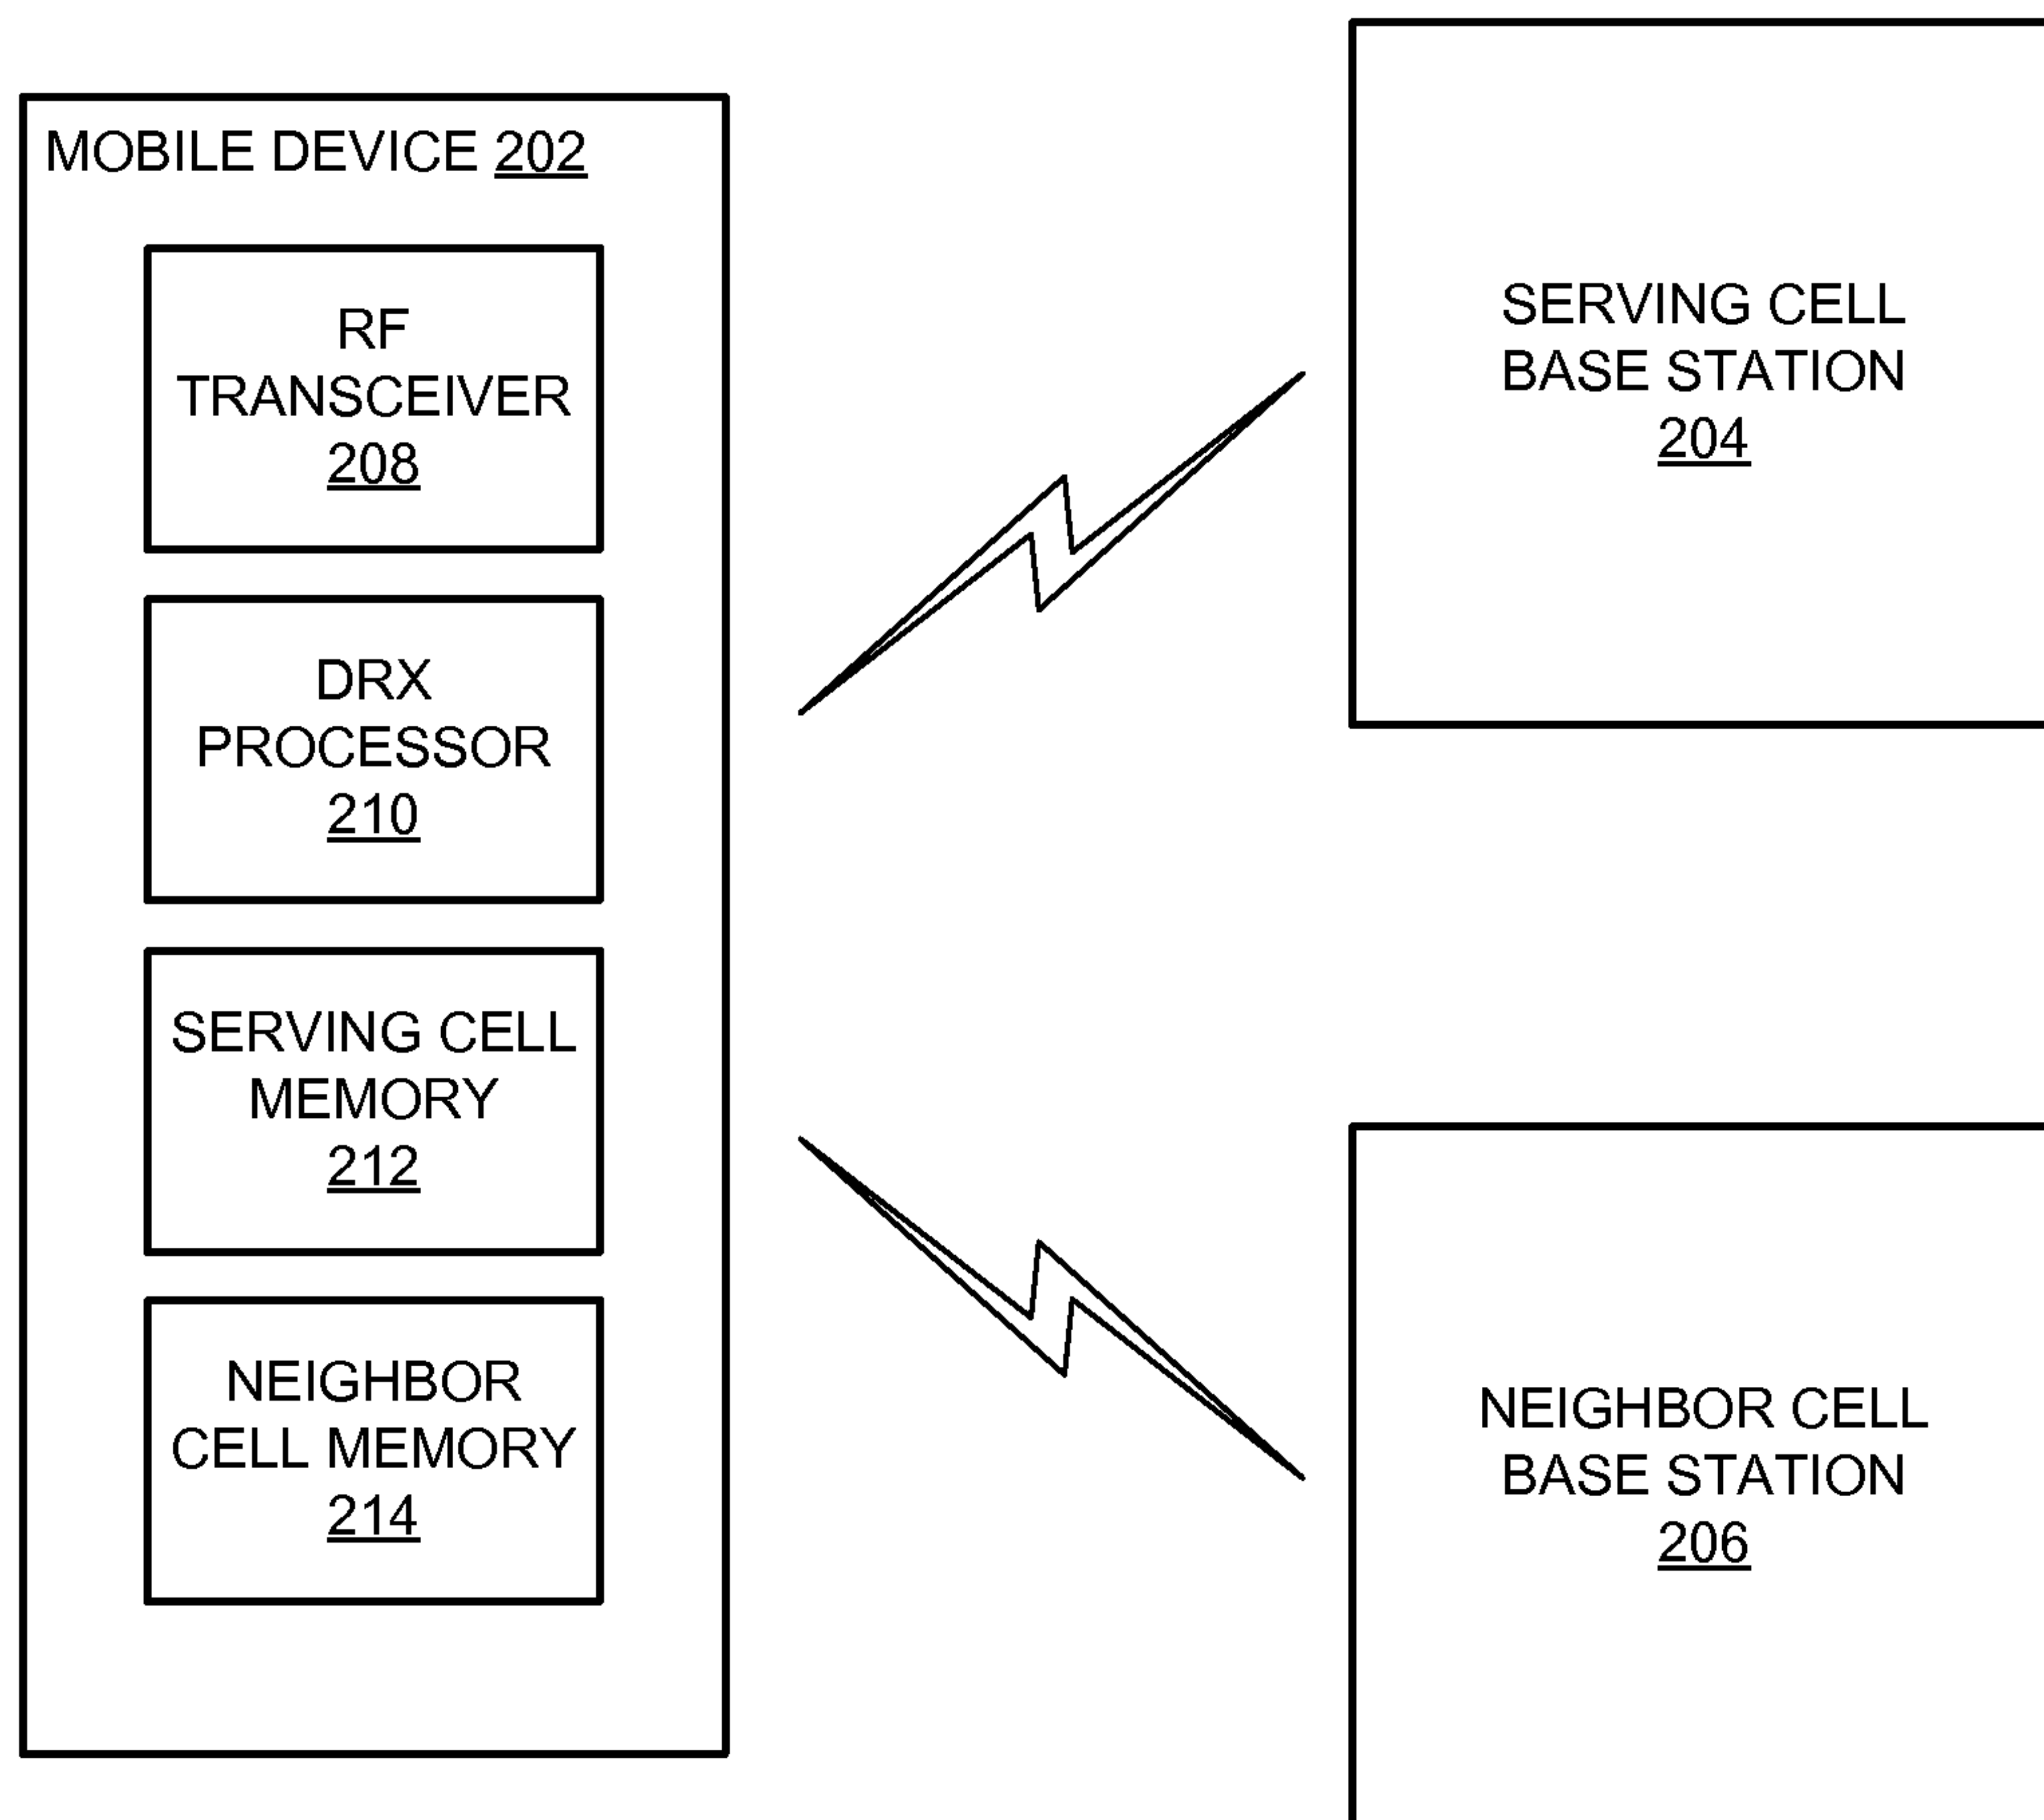 MOBILE DEVICE 202
RF
TRANSCEIVER
208
DRX
PROCESSOR
210
SERVING CELL
MEMORY
212
NEIGHBOR
CELL MEMORY
214
SERVING CELL
BASE STATION
204
NEIGHBOR CELL
BASE STATION
206